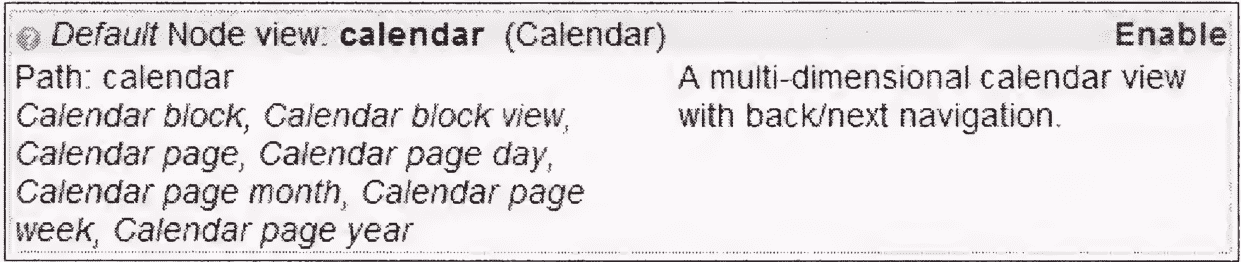 Default Node view: calendar (Calendar) Enable
Path: calendar
Calendar block, Calendar block view,
Calendar page, Calendar page day,
Calendar page month, Calendar page
week, Calendar page year
A multi-dimensional calendar view
with back/next navigation.